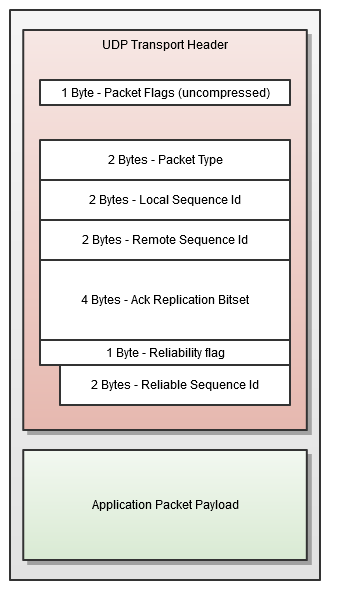 UDP Transport Header
1 Byte - Packet Flags (uncompressed)
2 Bytes - Packet Type
2 Bytes - Local Sequence Id
2 Bytes - Remote Sequence Id
4 Bytes - Ack Replication Bitset
1 Byte - Reliability flag
2 Bytes - Reliable Sequence Id
Application Packet Payload